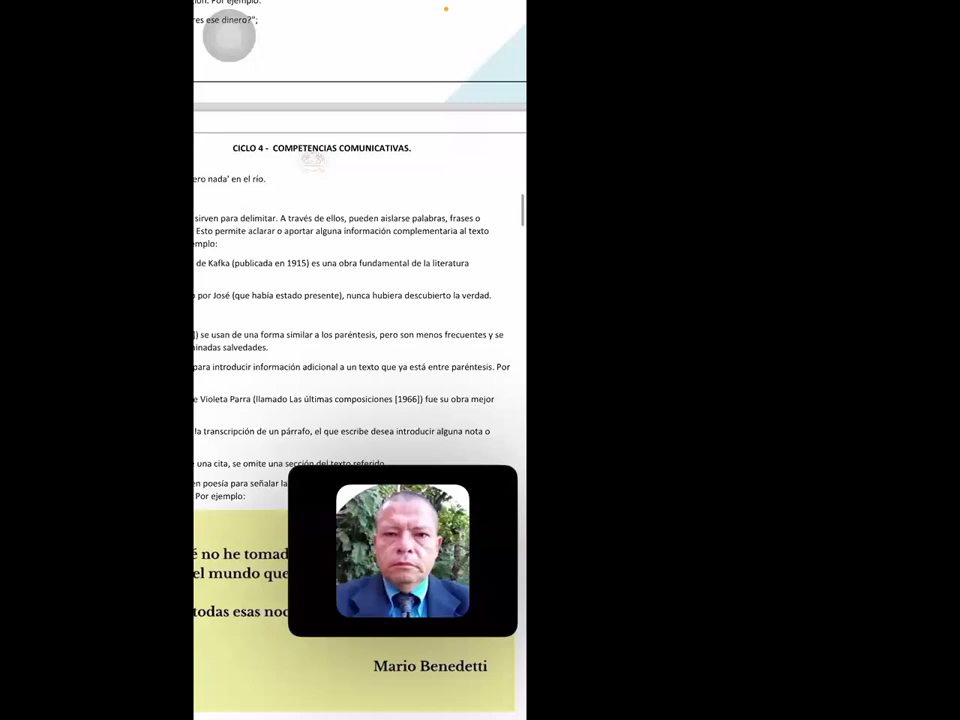 ion. Por ejemplo:
res ese dinero?";
CICLO 4 - COMPETENCIAS COMUNICATIVAS.
ero nada' en el río.
sirven para delimitar. A través de ellos, pueden aislarse palabras, frases o
Esto permite aclarar o aportar alguna información complementaria al texto
emplo:
de Kafka (publicada en 1915) es una obra fundamental de la literatura
por José (que había estado presente), nunca hubiera descubierto la verdad.
]) se usan de una forma similar a los paréntesis, pero son menos frecuentes y se
minadas salvedades.
para introducir información adicional a un texto que ya está entre paréntesis. Por
e Violeta Parra (llamado Las últimas composiciones [1966]) fue su obra mejor
la transcripción de un párrafo, el que escribe desea introducir alguna nota o
una cita, se omite una sección del texto referido.
en poesía para señalar la
Por ejemplo:
é no he tomad
el mundo que
todas esas noc
Mario Benedetti